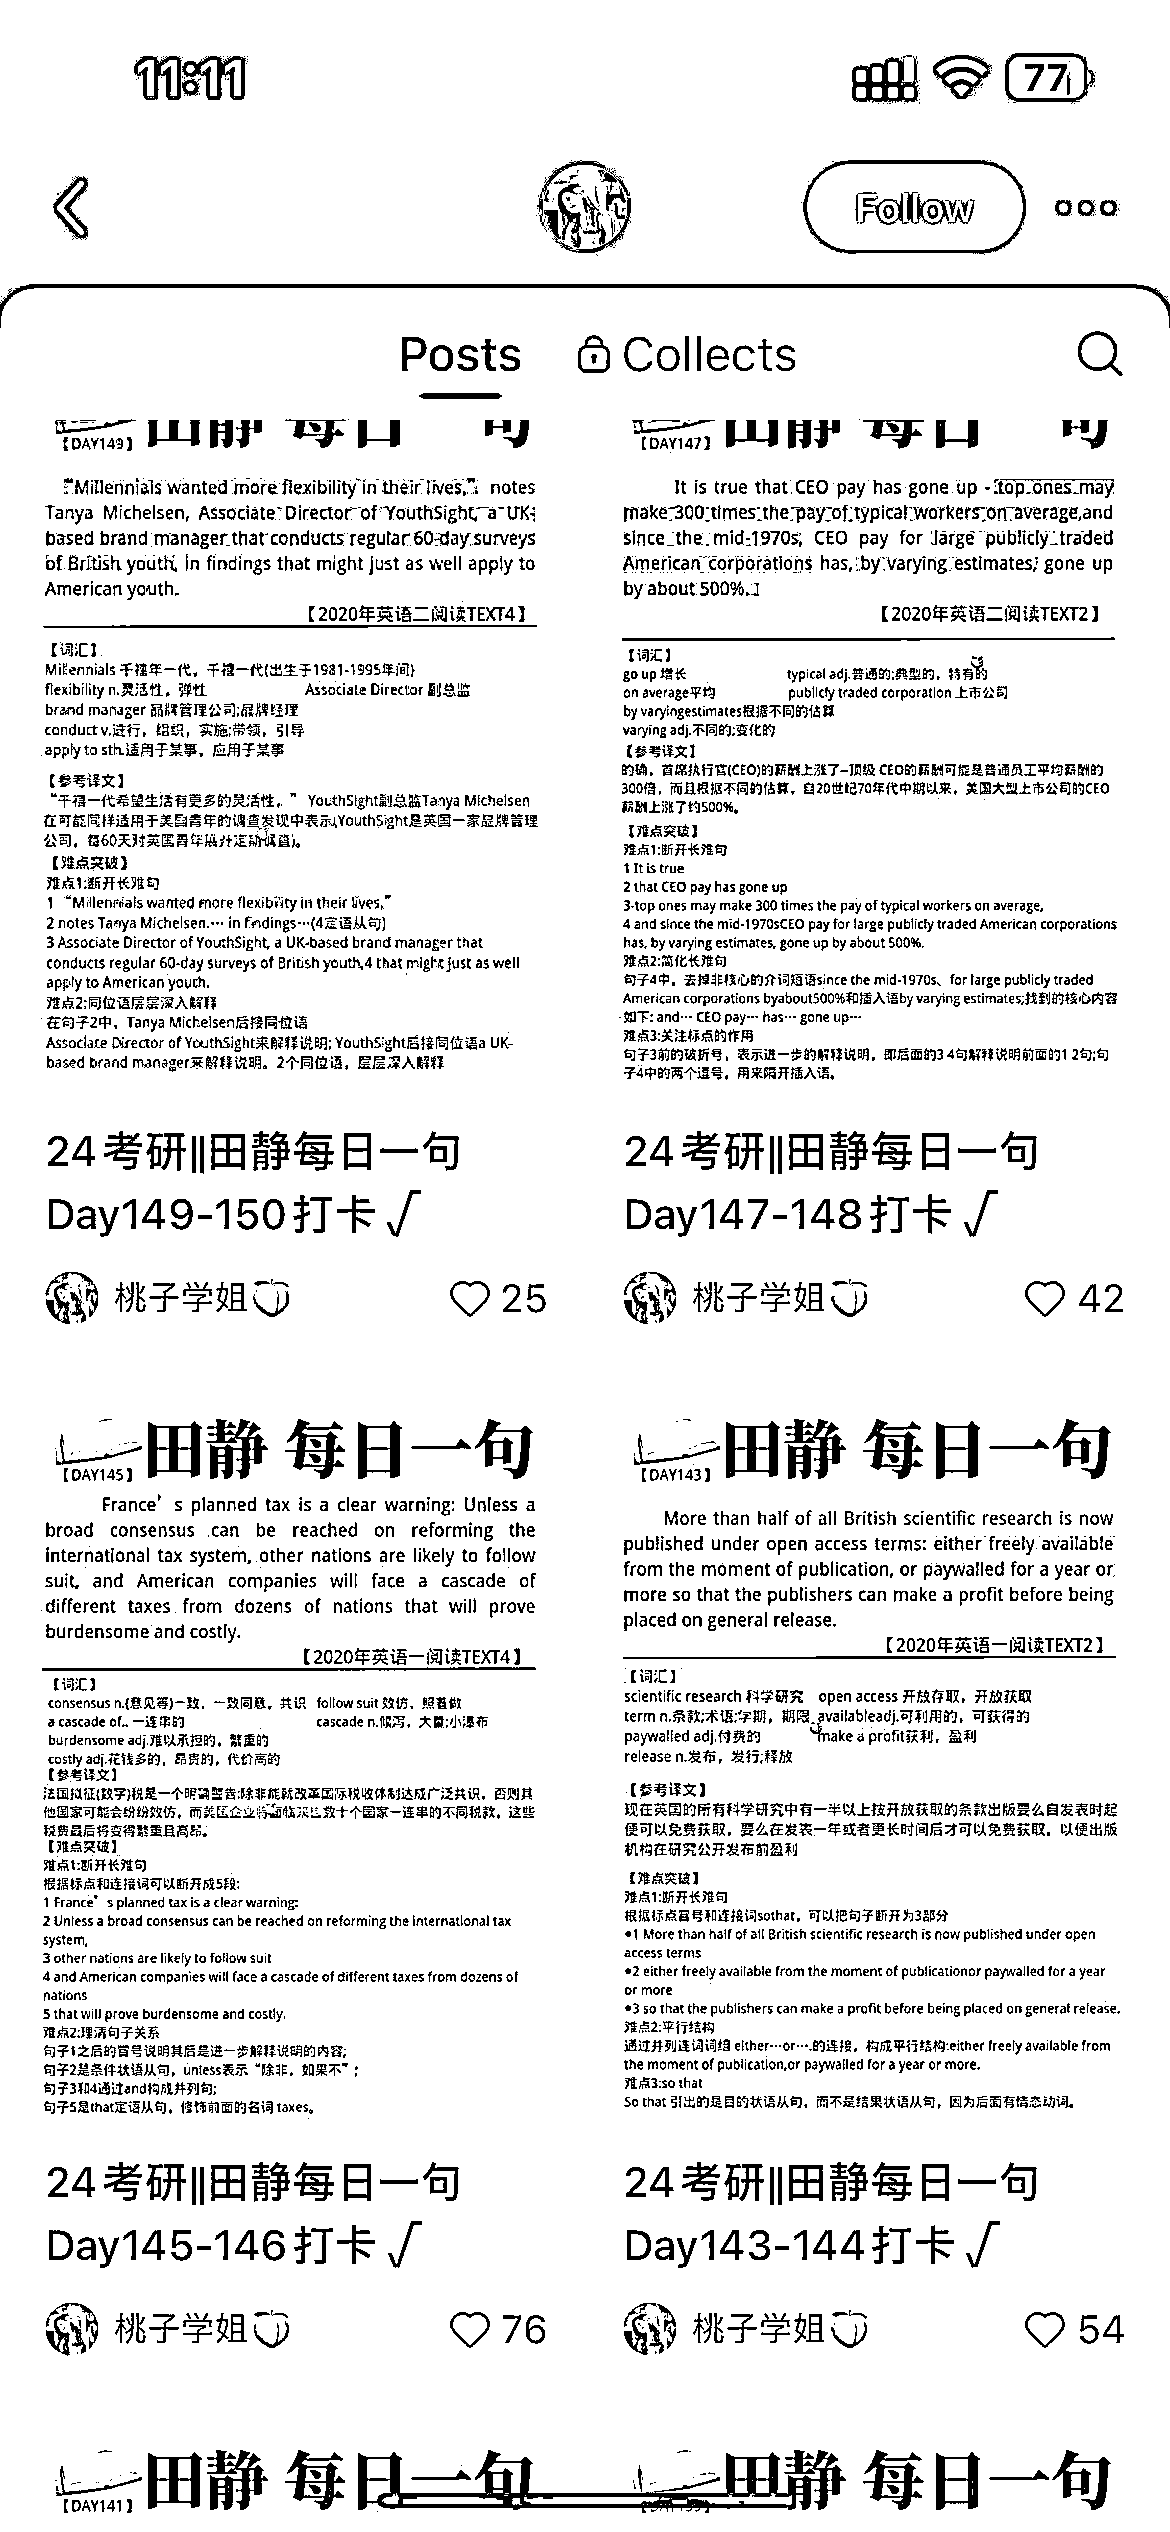 11:11
77
Follow
Posts
Collects
【DAY149】
"Millennials wanted more flexibility in their lives," notes
Tanya Michelsen, Associate Director of YouthSight, a UK-
based brand manager that conducts regular 60-day surveys
of British youth, in findings that might just as well apply to
American youth.
【2020年英语二阅读TEXT4】
【词汇】
Millennials 千禧年一代，千禧一代(出生于1981-1995年间)
flexibility n.灵活性，弹性 Associate Director 副总监
brand manager 品牌管理公司;品牌经理
conduct v.进行，组织，实施;带领，引导
apply to sth.适用于某事，应用于某事
【参考译文】
“千禧一代希望生活有更多的灵活性，” YouthSight副总监Tanya Michelsen
在可能同样适用于美国青年的调查发现中表示,(YouthSight是英国一家品牌管理
公司，每60天对英国青年展开定期调查)。
【难点突破】
难点1:断开长难句
1 “Millennials wanted more flexibility in their lives,”
2 notes Tanya Michelsen.··· in findings···(4定语从句)
3 Associate Director of YouthSight, a UK-based brand manager that
conducts regular 60-day surveys of British youth,4 that might just as well
apply to American youth.
难点2:同位语层层深入解释
在句子2中，Tanya Michelsen后接同位语
Associate Director of YouthSight来解释说明; YouthSight后接同位语a UK-
based brand manager来解释说明。2个同位语，层层深入解释
24考研||田静每日一句
Day149-150打卡√
桃子学姐🍑
25
【DAY147】
It is true that CEO pay has gone up - top ones may
make 300 times the pay of typical workers on average,and
since the mid-1970s, CEO pay for large publicly traded
American corporations has, by varying estimates, gone up
by about 500%.
【2020年英语二阅读TEXT2】
【词汇】
go up 增长 typical adj.普通的;典型的，特有的
on average平均 publicly traded corporation 上市公司
by varyingestimates根据不同的估算
varying adj.不同的;变化的
【参考译文】
的确，首席执行官(CEO)的薪酬上涨了–顶级 CEO的薪酬可能是普通员工平均薪酬的
300倍，而且根据不同的估算，自20世纪70年代中期以来，美国大型上市公司的CEO
薪酬上涨了约500%。
【难点突破】
难点1:断开长难句
1 It is true
2 that CEO pay has gone up
3-top ones may make 300 times the pay of typical workers on average,
4 and since the mid-1970sCEO pay for large publicly traded American corporations
has, by varying estimates, gone up by about 500%.
难点2:简化长难句
句子4中，去掉非核心的介词短语since the mid-1970s、for large publicly traded
American corporations byabout500%和插入语by varying estimates;找到的核心内容
如下: and··· CEO pay··· has··· gone up···
难点3:关注标点的作用
句子3前的破折号，表示进一步的解释说明，即后面的3 4句解释说明前面的1 2句;句
子4中的两个逗号，用来隔开插入语。
24考研||田静每日一句
Day147-148打卡√
桃子学姐🍑
42
田静 每日一句
【DAY145】
France’s planned tax is a clear warning: Unless a
broad consensus can be reached on reforming the
international tax system, other nations are likely to follow
suit, and American companies will face a cascade of
different taxes from dozens of nations that will prove
burdensome and costly.
【2020年英语一阅读TEXT4】
【词汇】
consensus n.(意见等)一致，一致同意，共识 follow suit 效仿，照着做
a cascade of.. 一连串的 cascade n.倾泻，大量;小瀑布
burdensome adj.难以承担的，繁重的
costly adj.花钱多的，昂贵的，代价高的
【参考译文】
法国拟征(数字)税是一个明确警告:除非能就改革国际税收体制达成广泛共识，否则其
他国家可能会纷纷效仿，而美国企业将面临来自数十个国家一连串的不同税款，这些
税费最后将变得繁重且高昂。
【难点突破】
难点1:断开长难句
根据标点和连接词可以断开成5段:
1 France’s planned tax is a clear warning:
2 Unless a broad consensus can be reached on reforming the international tax
system,
3 other nations are likely to follow suit
4 and American companies will face a cascade of different taxes from dozens of
nations
5 that will prove burdensome and costly.
难点2:理清句子关系
句子1之后的冒号说明其后是进一步解释说明的内容;
句子2是条件状语从句，unless表示“除非，如果不”;
句子3和4通过and构成并列句;
句子5是that定语从句，修饰前面的名词 taxes。
24考研||田静每日一句
Day145-146打卡√
桃子学姐🍑
76
田静 每日一句
【DAY143】
More than half of all British scientific research is now
published under open access terms: either freely available
from the moment of publication, or paywalled for a year or
more so that the publishers can make a profit before being
placed on general release.
【2020年英语一阅读TEXT2】
【词汇】
scientific research 科学研究 open access 开放存取，开放获取
term n.条款;术语;学期，期限 availableadj.可利用的，可获得的
paywalled adj.付费的 make a profit获利，盈利
release n.发布，发行;释放
【参考译文】
现在英国的所有科学研究中有一半以上按开放获取的条款出版要么自发表时起
便可以免费获取，要么在发表一年或者更长时间后才可以免费获取，以便出版
机构在研究公开发布前盈利
【难点突破】
难点1:断开长难句
根据标点冒号和连接词sothat，可以把句子断开为3部分
●1 More than half of all British scientific research is now published under open
access terms
●2 either freely available from the moment of publicationor paywalled for a year
or more
●3 so that the publishers can make a profit before being placed on general release.
难点2:平行结构
通过并列连词词组 either···or···.的连接，构成平行结构:either freely available from
the moment of publication,or paywalled for a year or more.
难点3:so that
So that 引出的是目的状语从句，而不是结果状语从句，因为后面有情态动词。
24考研||田静每日一句
Day143-144打卡√
桃子学姐🍑
54
田静 每日一句
【DAY141】
田静 每日一句